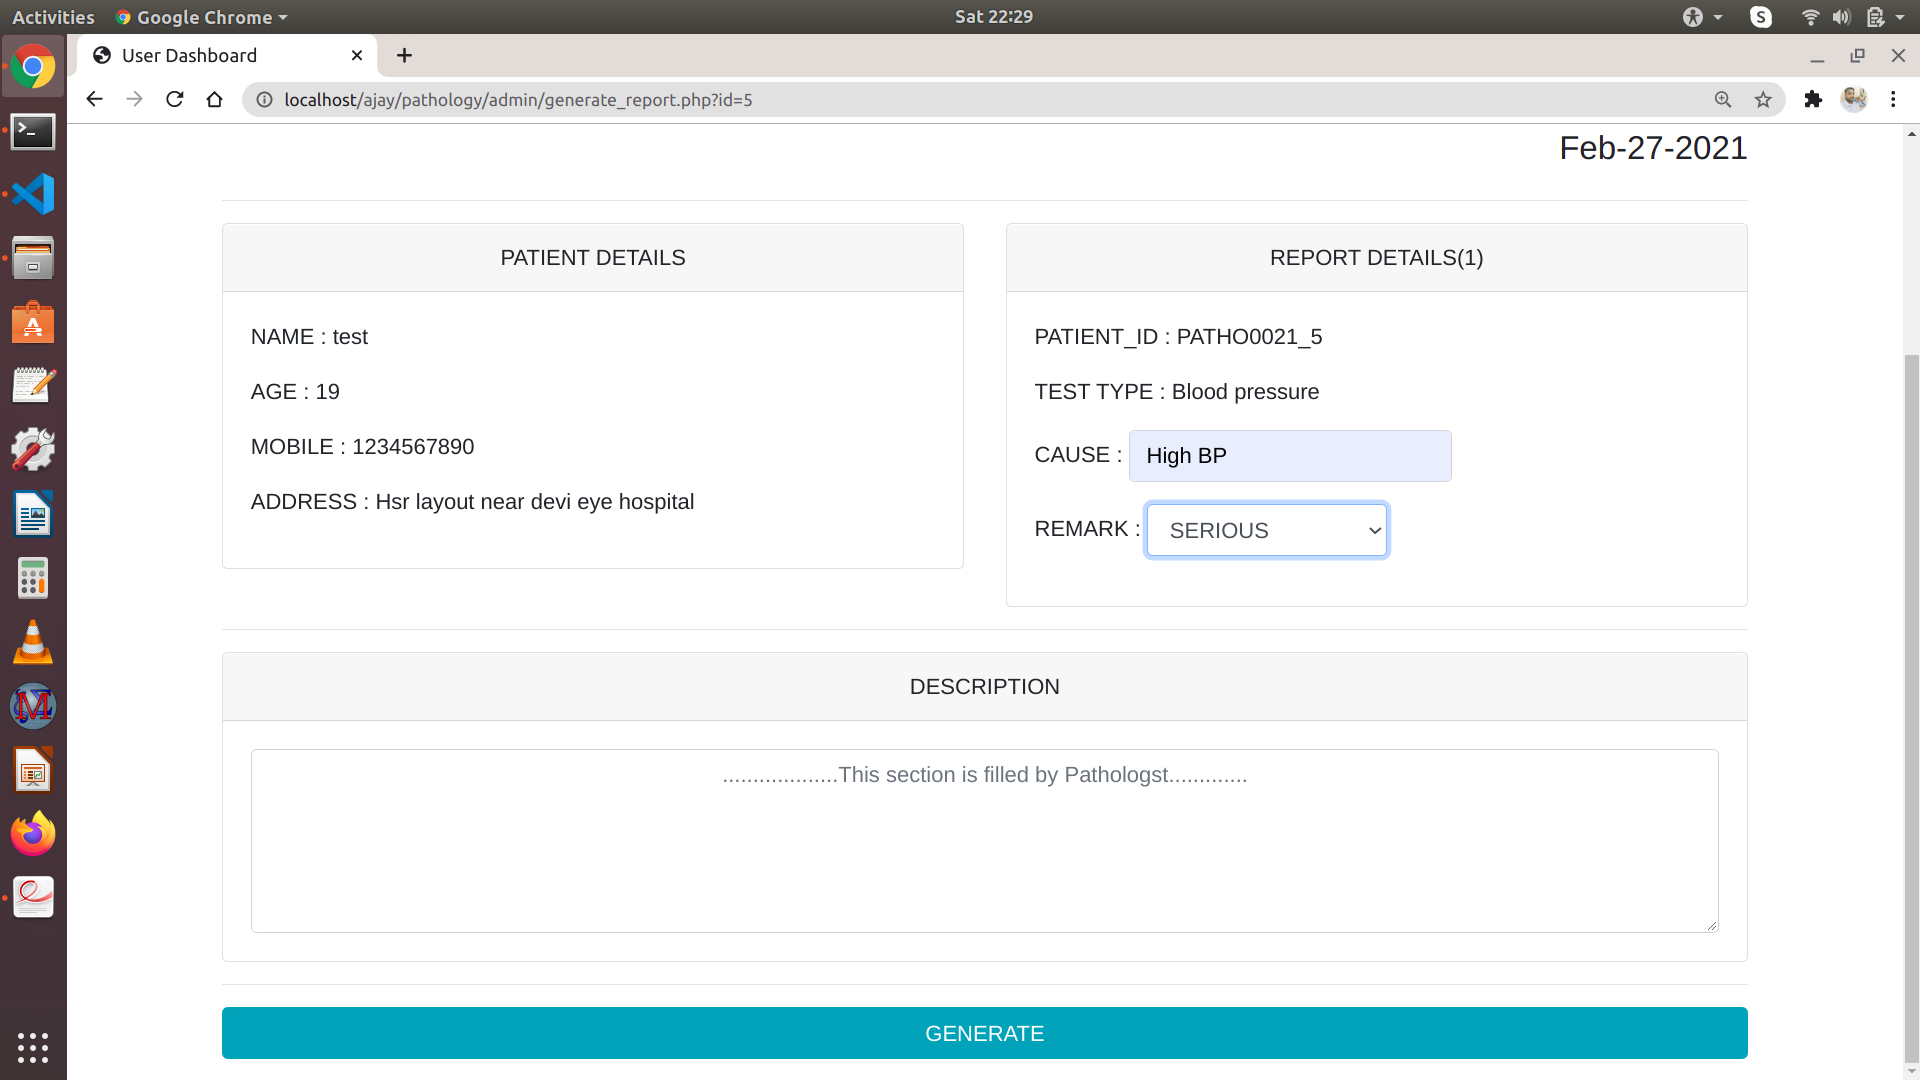 Activities
Google Chrome
Sat 22:29
User Dashboard
localhost/ajay/pathology/admin/generate_report.php?id=5
Feb-27-2021
PATIENT DETAILS
NAME : test
AGE : 19
MOBILE : 1234567890
ADDRESS : Hsr layout near devi eye hospital
REPORT DETAILS(1)
PATIENT_ID : PATHO0021_5
TEST TYPE : Blood pressure
CAUSE : High BP
REMARK : SERIOUS
DESCRIPTION
...................This section is filled by Pathologst.............
GENERATE